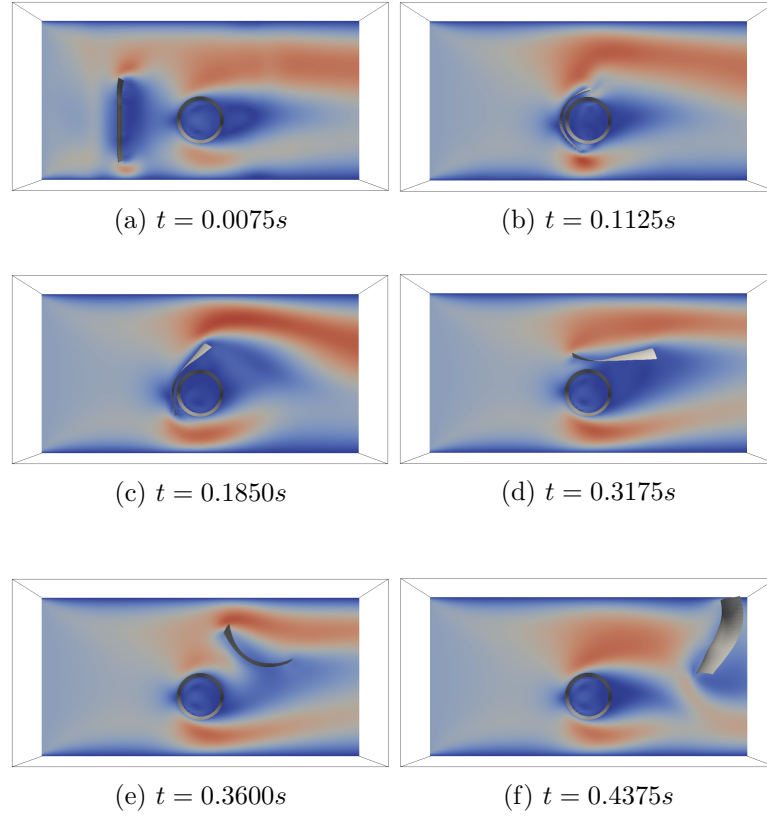 (a) t = 0.0075s
(b) t = 0.1125s
(c) t = 0.1850s
(d) t = 0.3175s
(e) t = 0.3600s
(f) t = 0.4375s